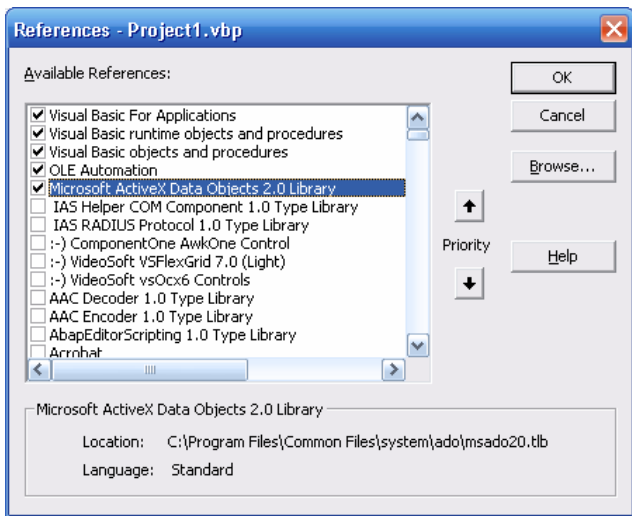 References - Project1.vbp
Available References:
Visual Basic For Applications
Visual Basic runtime objects and procedures
Visual Basic objects and procedures
OLE Automation
Microsoft ActiveX Data Objects 2.0 Library
IAS Helper COM Component 1.0 Type Library
IAS RADIUS Protocol 1.0 Type Library
:-) ComponentOne AwkOne Control
:-) VideoSoft VSFlexGrid 7.0 (Light)
:-) VideoSoft vsOcx6 Controls
AAC Decoder 1.0 Type Library
AAC Encoder 1.0 Type Library
AbapEditorScripting 1.0 Type Library
Acrobat
Priority
OK
Cancel
Browse...
Help
Microsoft ActiveX Data Objects 2.0 Library
Location: C:\Program Files\Common Files\system\ado\msado20.tlb
Language: Standard